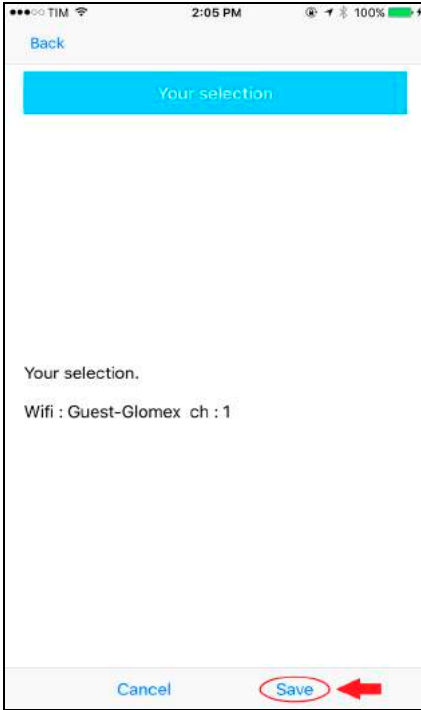 TIM 2:05 PM 100%
Back
Your selection
Your selection.
Wifi : Guest-Glomex ch : 1
Cancel Save